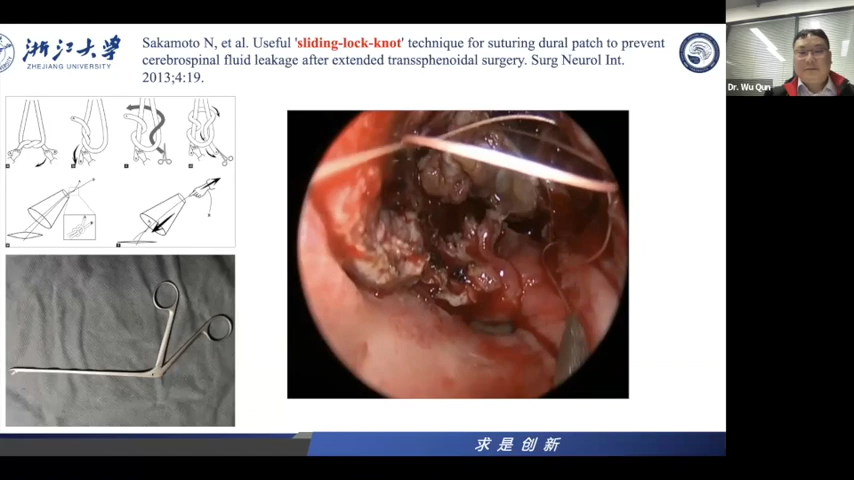 浙江大学
ZHEJIANG UNIVERSITY
Sakamoto N, et al. Useful 'sliding-lock-knot' technique for suturing dural patch to prevent
cerebrospinal fluid leakage after extended transsphenoidal surgery. Surg Neurol Int.
2013;4:19.
Dr. Wu Qun
求是创新